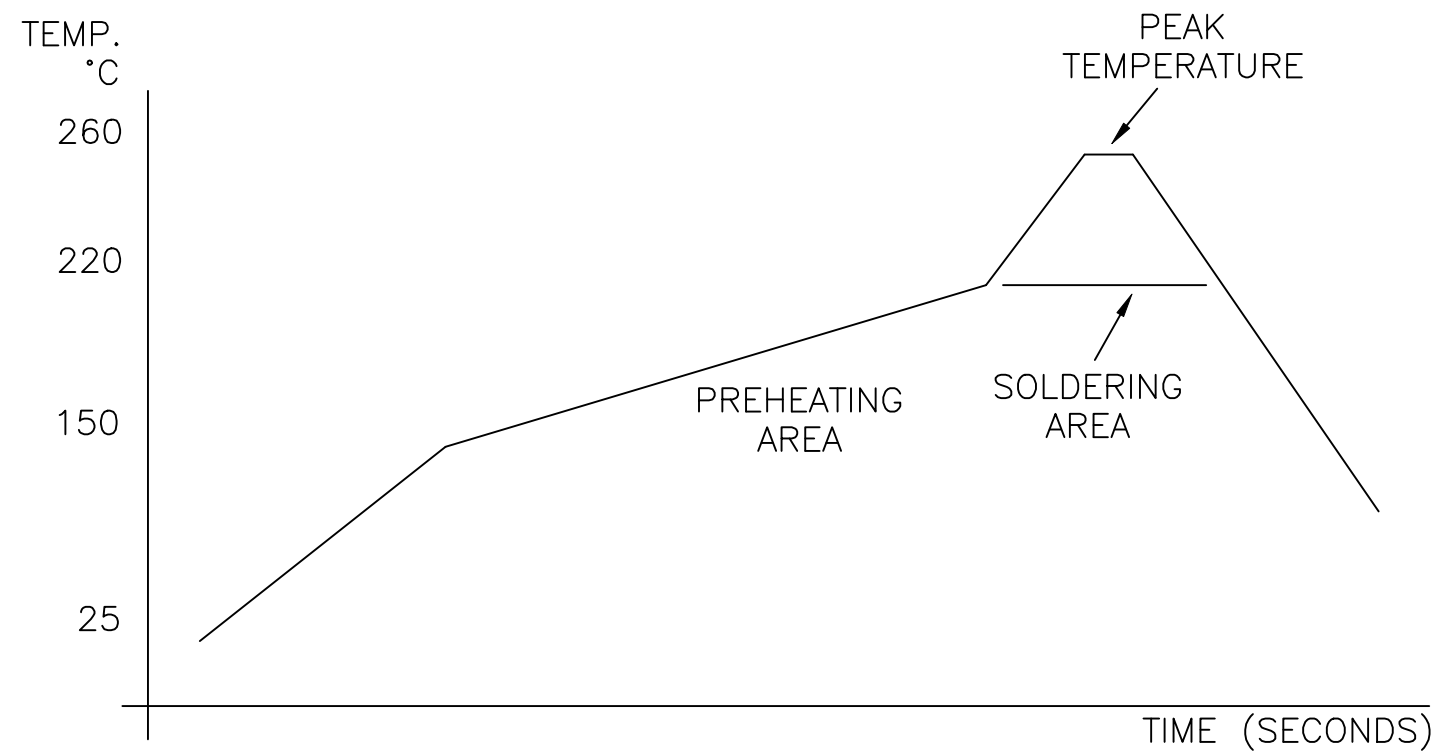 TEMP.
°C
PEAK
TEMPERATURE
260
220
150
25
PREHEATING
AREA
SOLDERING
AREA
TIME (SECONDS)